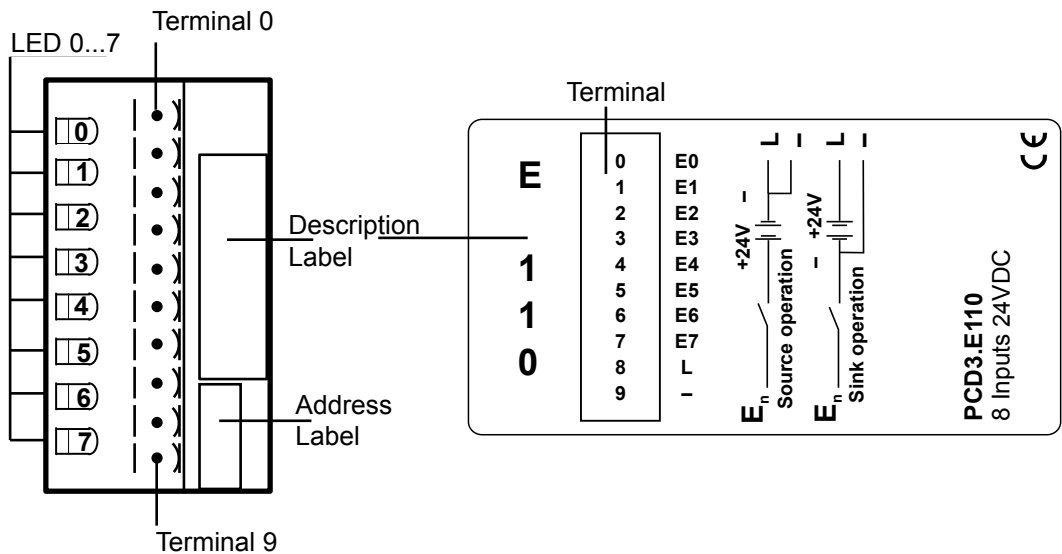 Terminal 0
LED 0...7
0
1
2
3
4
5
6
7
Description
Label
Address
Label
Terminal 9
Terminal
E
1
1
0
0 E0
1 E1
2 E2
3 E3
4 E4
5 E5
6 E6
7 E7
8 L
9 –
L
–
+24V –
En
Source operation
L
–
– +24V
En
Sink operation
PCD3.E110
8 Inputs 24VDC
CE